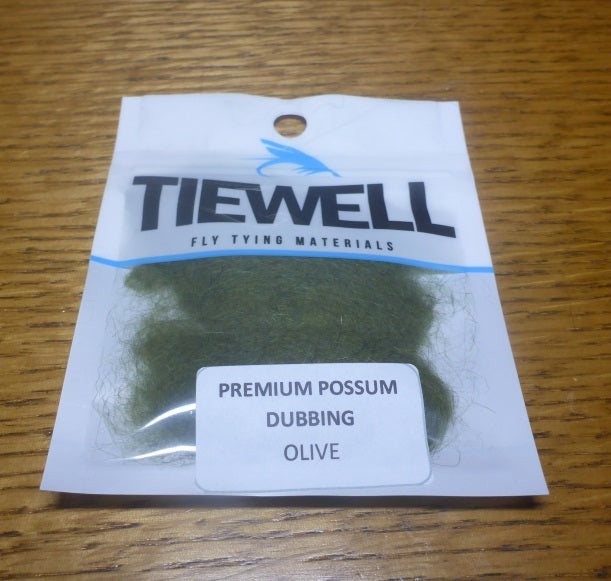 TIEWELL
FLY TYING MATERIALS
PREMIUM POSSUM
DUBBING
OLIVE